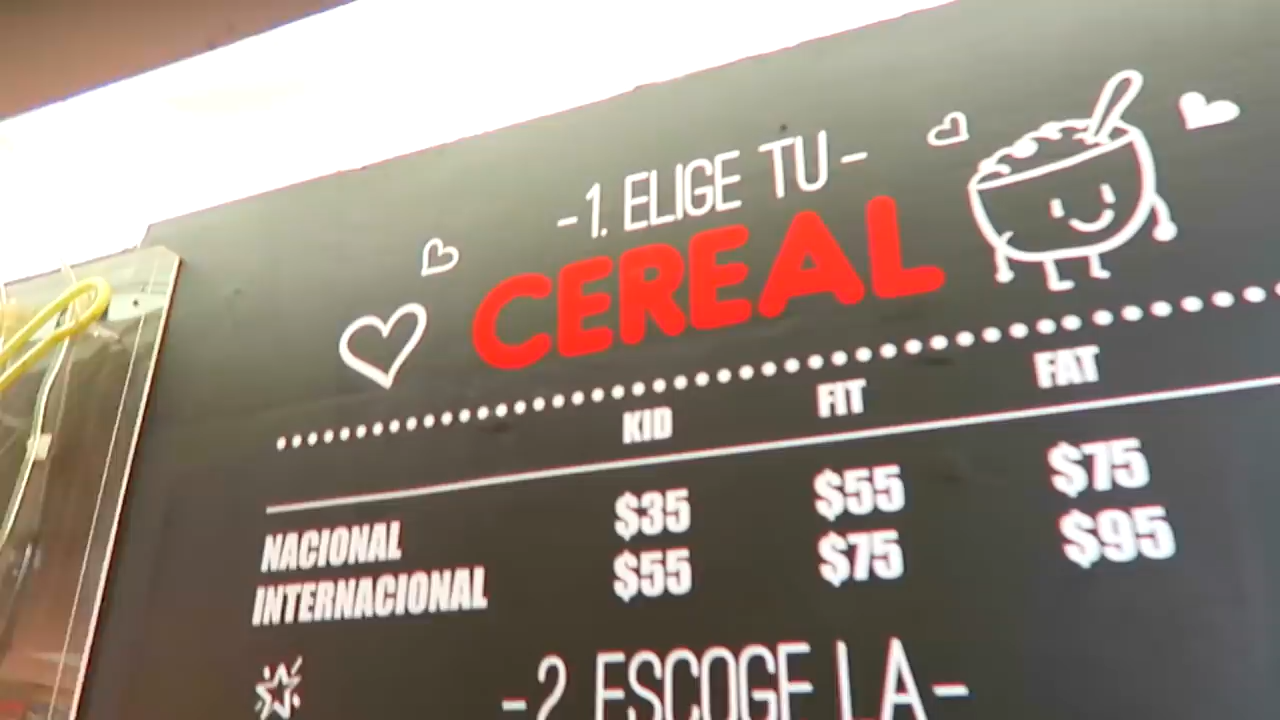 -1. ELIGE TU-
CEREAL
KID FIT FAT
NACIONAL $35 $55 $75
INTERNACIONAL $55 $75 $95
-2 ESCOGE LA-